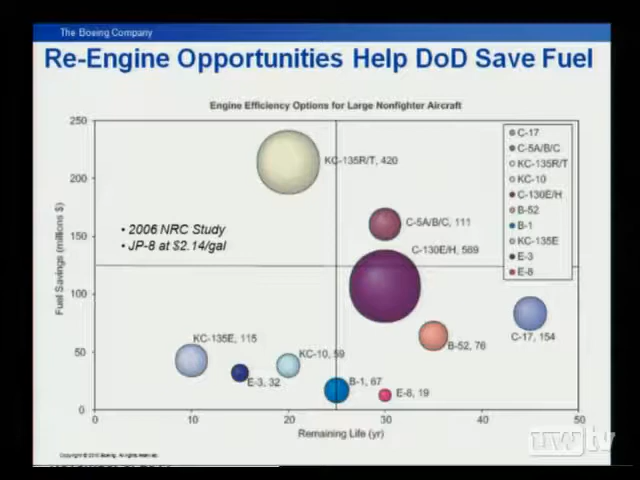 The Boeing Company
Re-Engine Opportunities Help DoD Save Fuel
Engine Efficiency Options for Large Nonfighter Aircraft
250
200
150
100
50
0
Fuel Savings (millions $)
• 2006 NRC Study
• JP-8 at $2.14/gal
KC-135R/T, 420
C-5A/B/C, 111
C-130E/H, 589
C-17, 154
B-52, 76
KC-135E, 115
E-3, 32
KC-10, 59
B-1, 67
E-8, 19
C-17
C-5A/B/C
KC-135R/T
KC-10
C-130E/H
B-52
B-1
KC-135E
E-3
E-8
0 10 20 30 40 50
Remaining Life (yr)
Copyright © 2010 Boeing. All rights reserved.
uwtv